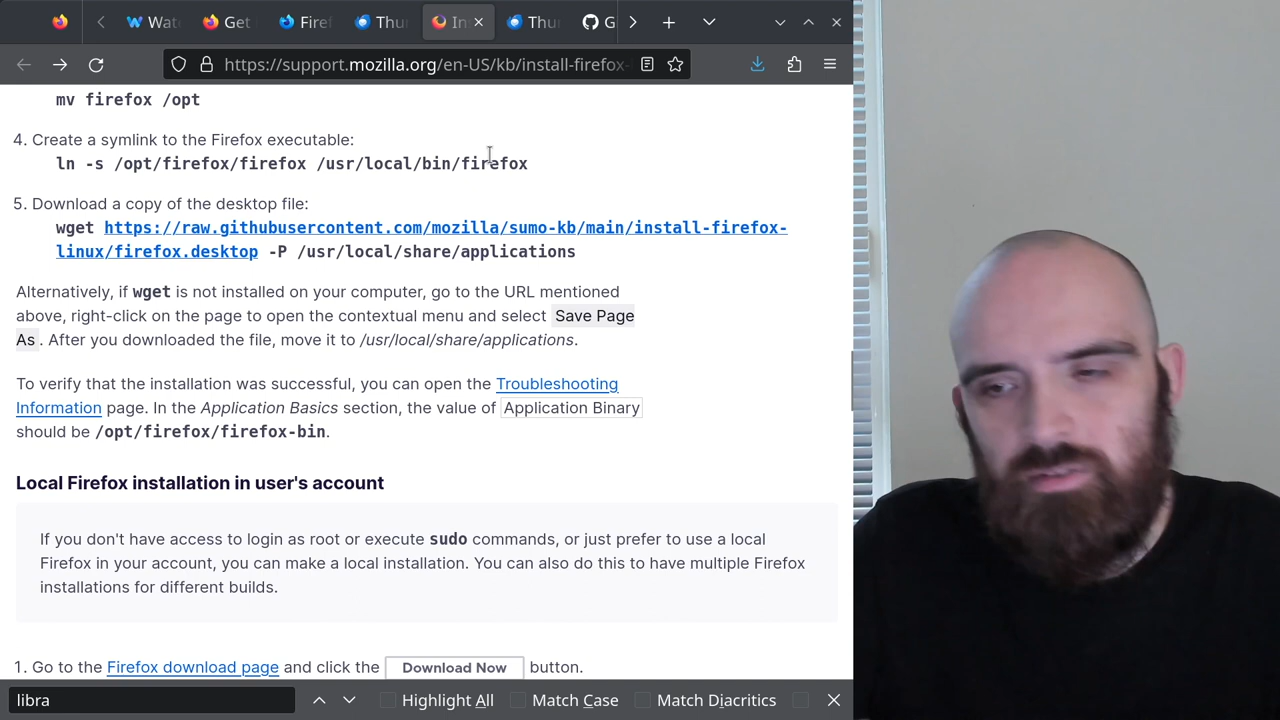 Wat
Get
Firef
Thu
In
Thu
G
https://support.mozilla.org/en-US/kb/install-firefox-
mv firefox /opt
4. Create a symlink to the Firefox executable:
ln -s /opt/firefox/firefox /usr/local/bin/firefox
5. Download a copy of the desktop file:
wget https://raw.githubusercontent.com/mozilla/sumo-kb/main/install-firefox-
linux/firefox.desktop -P /usr/local/share/applications
Alternatively, if wget is not installed on your computer, go to the URL mentioned
above, right-click on the page to open the contextual menu and select Save Page
As . After you downloaded the file, move it to /usr/local/share/applications.
To verify that the installation was successful, you can open the Troubleshooting
Information page. In the Application Basics section, the value of Application Binary
should be /opt/firefox/firefox-bin.
Local Firefox installation in user's account
If you don't have access to login as root or execute sudo commands, or just prefer to use a local
Firefox in your account, you can make a local installation. You can also do this to have multiple Firefox
installations for different builds.
1. Go to the Firefox download page and click the Download Now button.
libra
Highlight All
Match Case
Match Diacritics